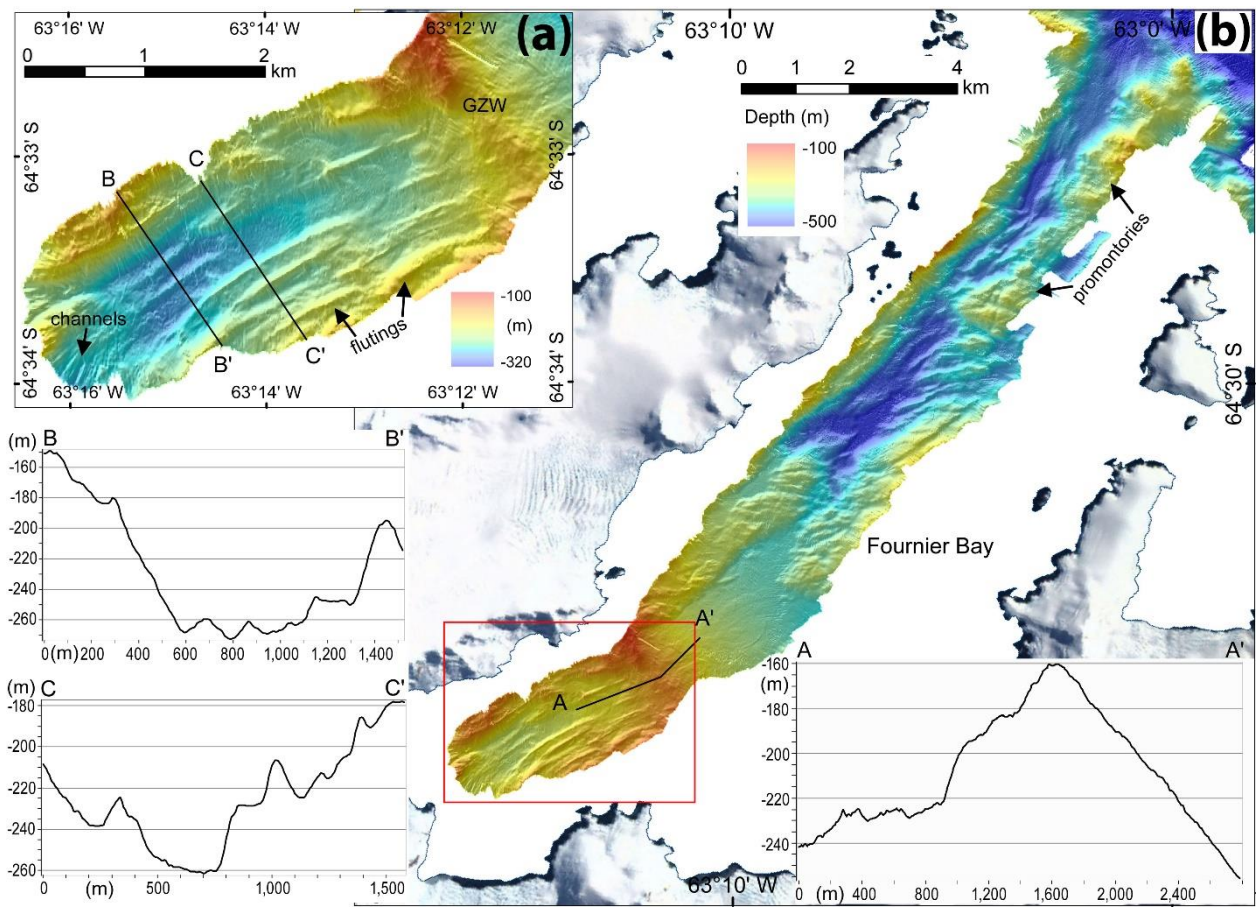 63°16' W
63°14' W
63°12' W
(a)
0 1 2
km
GZW
64°33' S
64°33' S
B
C
B'
C'
channels
flutings
-100
(m)
-320
64°34' S
64°34' S
63°16' W
63°14' W
63°12' W
63°10' W
63°0' W
(b)
0 1 2 4
km
Depth (m)
-100
-500
promontories
64°30' S
Fournier Bay
A
A'
63°10' W
(m) B B'
-160
-180
-200
-220
-240
-260
0 (m) 200 400 600 800 1,000 1,200 1,400
(m) C C'
-200
-220
-240
-260
0 (m) 500 1,000 1,500
A A'
-160
(m)
-180
-200
-220
-240
0 (m) 400 800 1,200 1,600 2,000 2,400